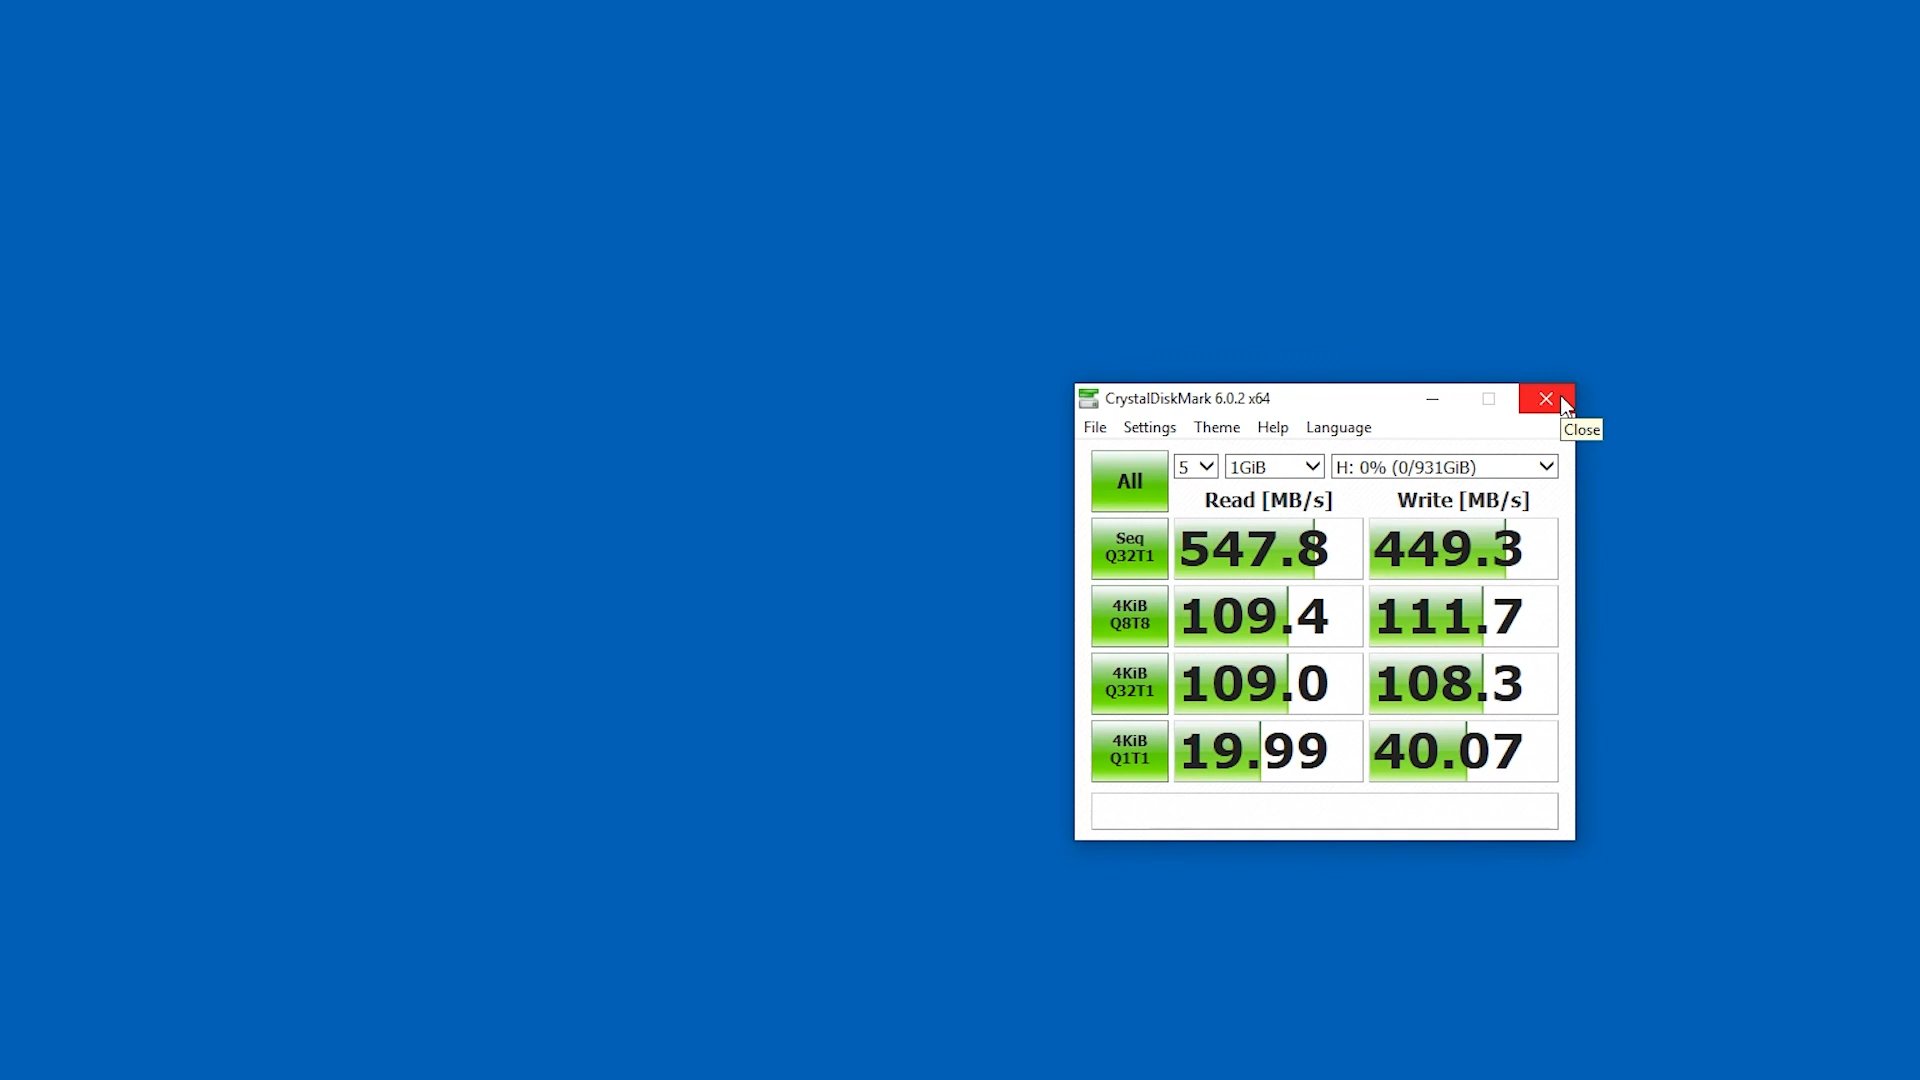 CrystalDiskMark 6.0.2 x64
Close
File Settings Theme Help Language
All 5 1GiB H: 0% (0/931GiB)
Read [MB/s] Write [MB/s]
Seq
Q32T1
547.8 449.3
4KiB
Q8T8
109.4 111.7
4KiB
Q32T1
109.0 108.3
4KiB
Q1T1
19.99 40.07